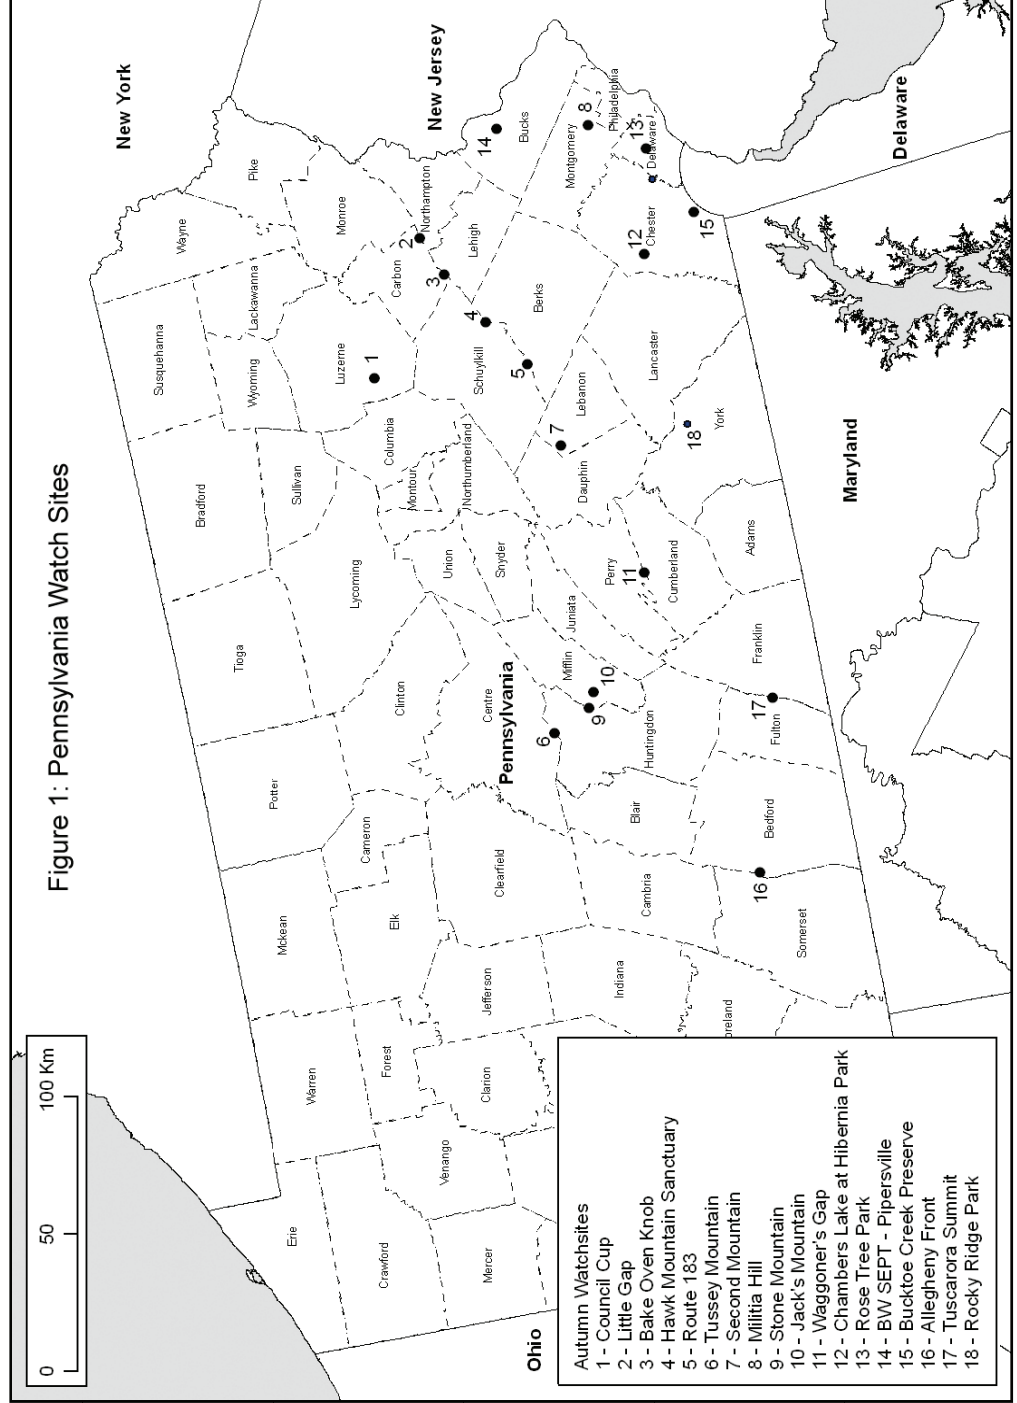 Figure 1: Pennsylvania Watch Sites
0 50 100 Km
New York
New Jersey
Delaware
Maryland
Ohio
Pennsylvania
Erie
Crawford
Mercer
Warren
Forest
Venango
Clarion
Mckean
Elk
Jefferson
Indiana
Potter
Cameron
Clearfield
Cambria
Somerset
reland
Tioga
Clinton
Centre
Blair
Bedford
Huntingdon
Fulton
Franklin
Bradford
Lycoming
Sullivan
Union
Snyder
Mifflin
Juniata
Perry
Cumberland
Adams
Susquehanna
Wyoming
Lackawanna
Luzerne
Columbia
Montour
Northumberland
Schuylkill
Dauphin
Lebanon
Lancaster
York
Wayne
Pike
Monroe
Carbon
Northampton
Lehigh
Berks
Bucks
Montgomery
Philadelphia
Delaware
Chester
1
2
3
4
5
6
7
8
9
10
11
12
13
14
15
16
17
18
Autumn Watchsites
1 - Council Cup
2 - Little Gap
3 - Bake Oven Knob
4 - Hawk Mountain Sanctuary
5 - Route 183
6 - Tussey Mountain
7 - Second Mountain
8 - Militia Hill
9 - Stone Mountain
10 - Jack's Mountain
11 - Waggoner's Gap
12 - Chambers Lake at Hibernia Park
13 - Rose Tree Park
14 - BW SEPT - Pipersville
15 - Bucktoe Creek Preserve
16 - Allegheny Front
17 - Tuscarora Summit
18 - Rocky Ridge Park